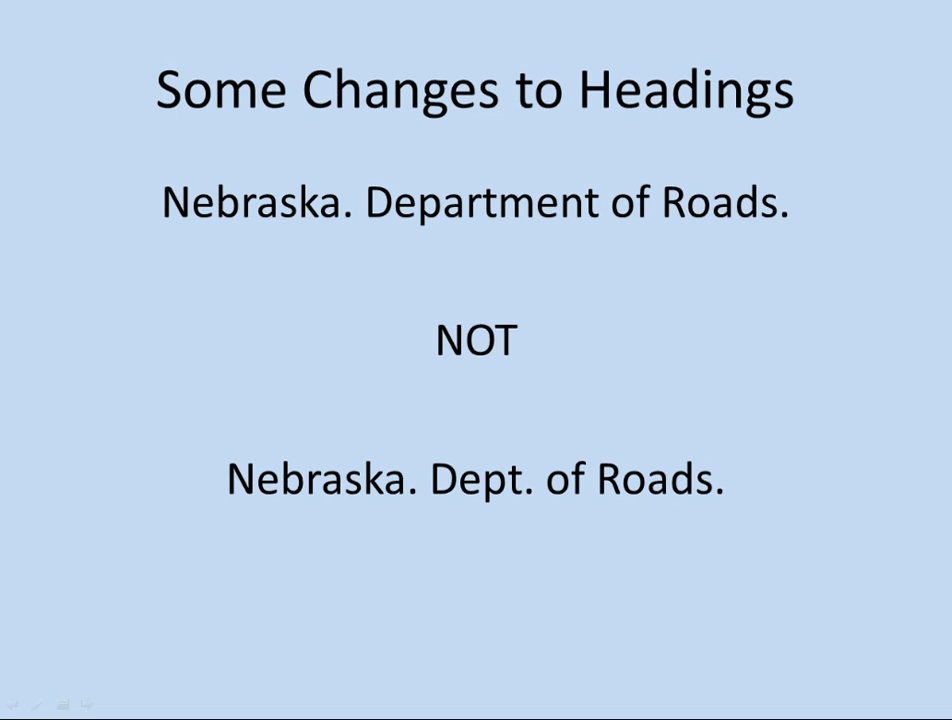 Some Changes to Headings
Nebraska. Department of Roads.
NOT
Nebraska. Dept. of Roads.